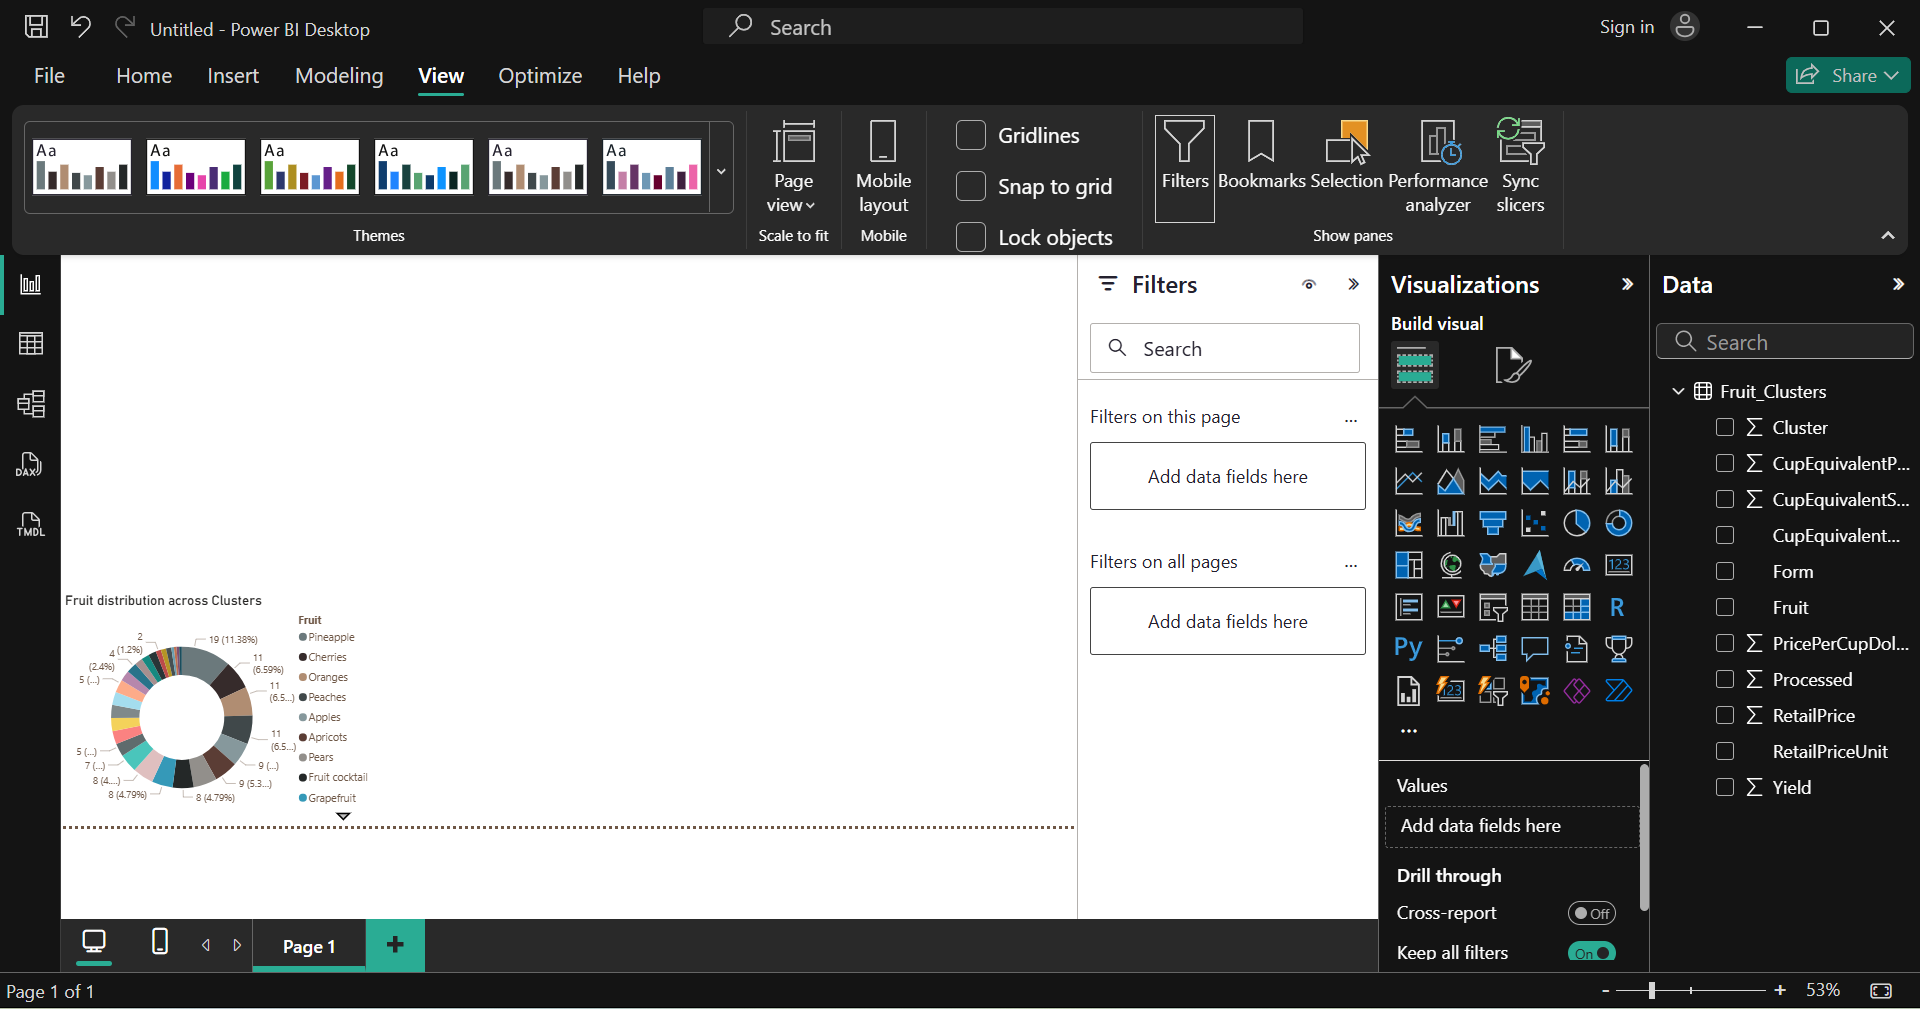 Untitled - Power BI Desktop
Search
Sign in
File
Home
Insert
Modeling
View
Optimize
Help
Share
Aa
Aa
Aa
Aa
Aa
Aa
Themes
Page
view
Scale to fit
Mobile
layout
Mobile
Gridlines
Snap to grid
Lock objects
Filters
Bookmarks
Selection
Performance
analyzer
Sync
slicers
Show panes
DAX
TMDL
Fruit distribution across Clusters
2
(1.2%)
4
(2.4%)
5 (...)
5 (...)
7 (...)
8 (4....)
8 (4.79%)
19 (11.38%)
11
(6.59%)
11
(6.5...)
11
(6.5...)
9 (...)
9 (5.3...)
8 (4.79%)
Fruit
Pineapple
Cherries
Oranges
Peaches
Apples
Apricots
Pears
Fruit cocktail
Grapefruit
Filters
Search
Filters on this page
...
Add data fields here
Filters on all pages
...
Add data fields here
Visualizations
Build visual
123
R
Py
123
...
Values
Add data fields here
Drill through
Cross-report
Off
Keep all filters
On
Data
Search
Fruit_Clusters
Cluster
CupEquivalentP...
CupEquivalentS...
CupEquivalent...
Form
Fruit
PricePerCupDol...
Processed
RetailPrice
RetailPriceUnit
Yield
Page 1
+
Page 1 of 1
- + 53%